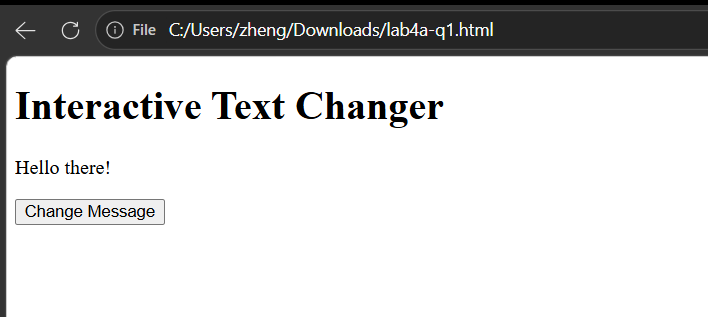 File C:/Users/zheng/Downloads/lab4a-q1.html
Interactive Text Changer
Hello there!
Change Message